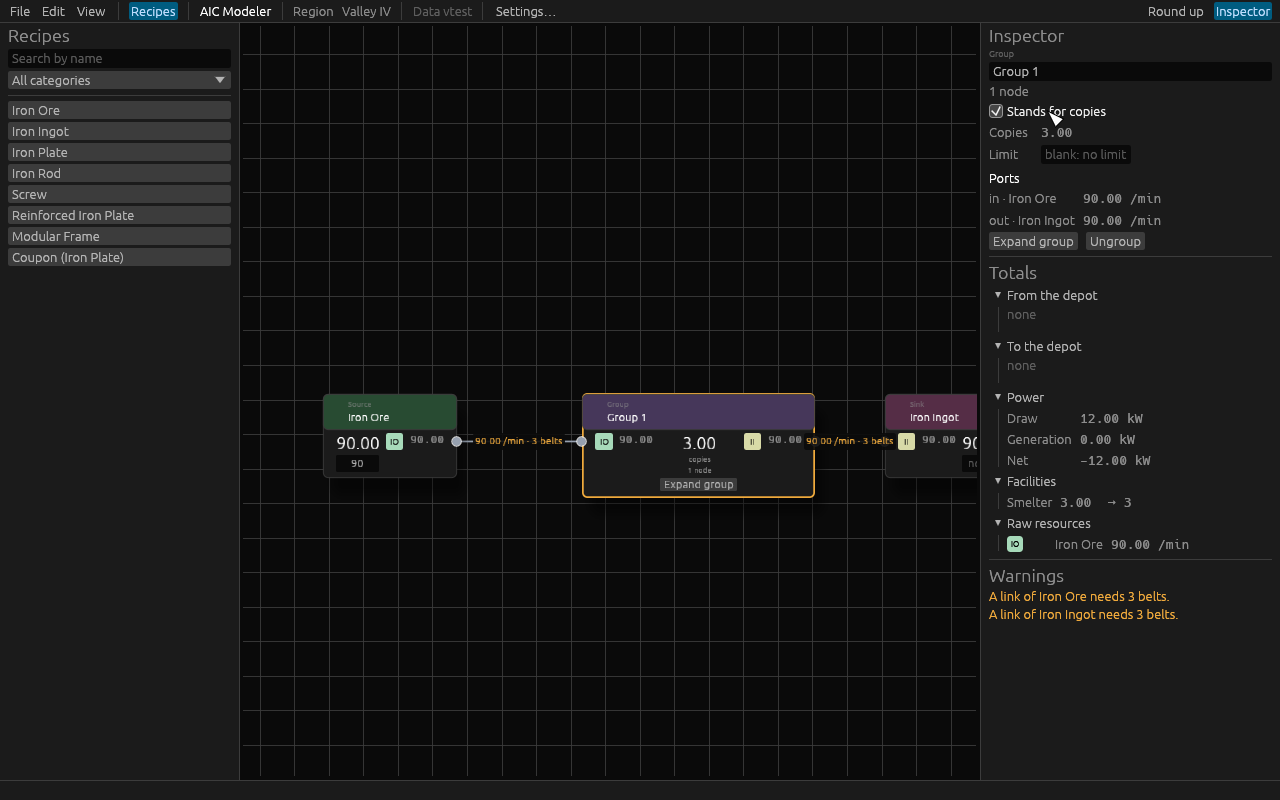 File Edit View Recipes AIC Modeler Region Valley IV Data vtest Settings… Round up Inspector
Recipes
Search by name
All categories
Iron Ore
Iron Ingot
Iron Plate
Iron Rod
Screw
Reinforced Iron Plate
Modular Frame
Coupon (Iron Plate)
Source
Iron Ore
90.00 IO 90.00
90
90.00 /min · 3 belts
Group
Group 1
IO 90.00 3.00 II 90.00
copies
1 node
Expand group
90.00 /min · 3 belts
Sink
Iron Ingot
II 90.00
Inspector
Group
Group 1
1 node
Stands for copies
Copies 3.00
Limit blank: no limit
Ports
in · Iron Ore 90.00 /min
out · Iron Ingot 90.00 /min
Expand group Ungroup
Totals
From the depot
none
To the depot
none
Power
Draw 12.00 kW
Generation 0.00 kW
Net −12.00 kW
Facilities
Smelter 3.00 → 3
Raw resources
IO Iron Ore 90.00 /min
Warnings
A link of Iron Ore needs 3 belts.
A link of Iron Ingot needs 3 belts.